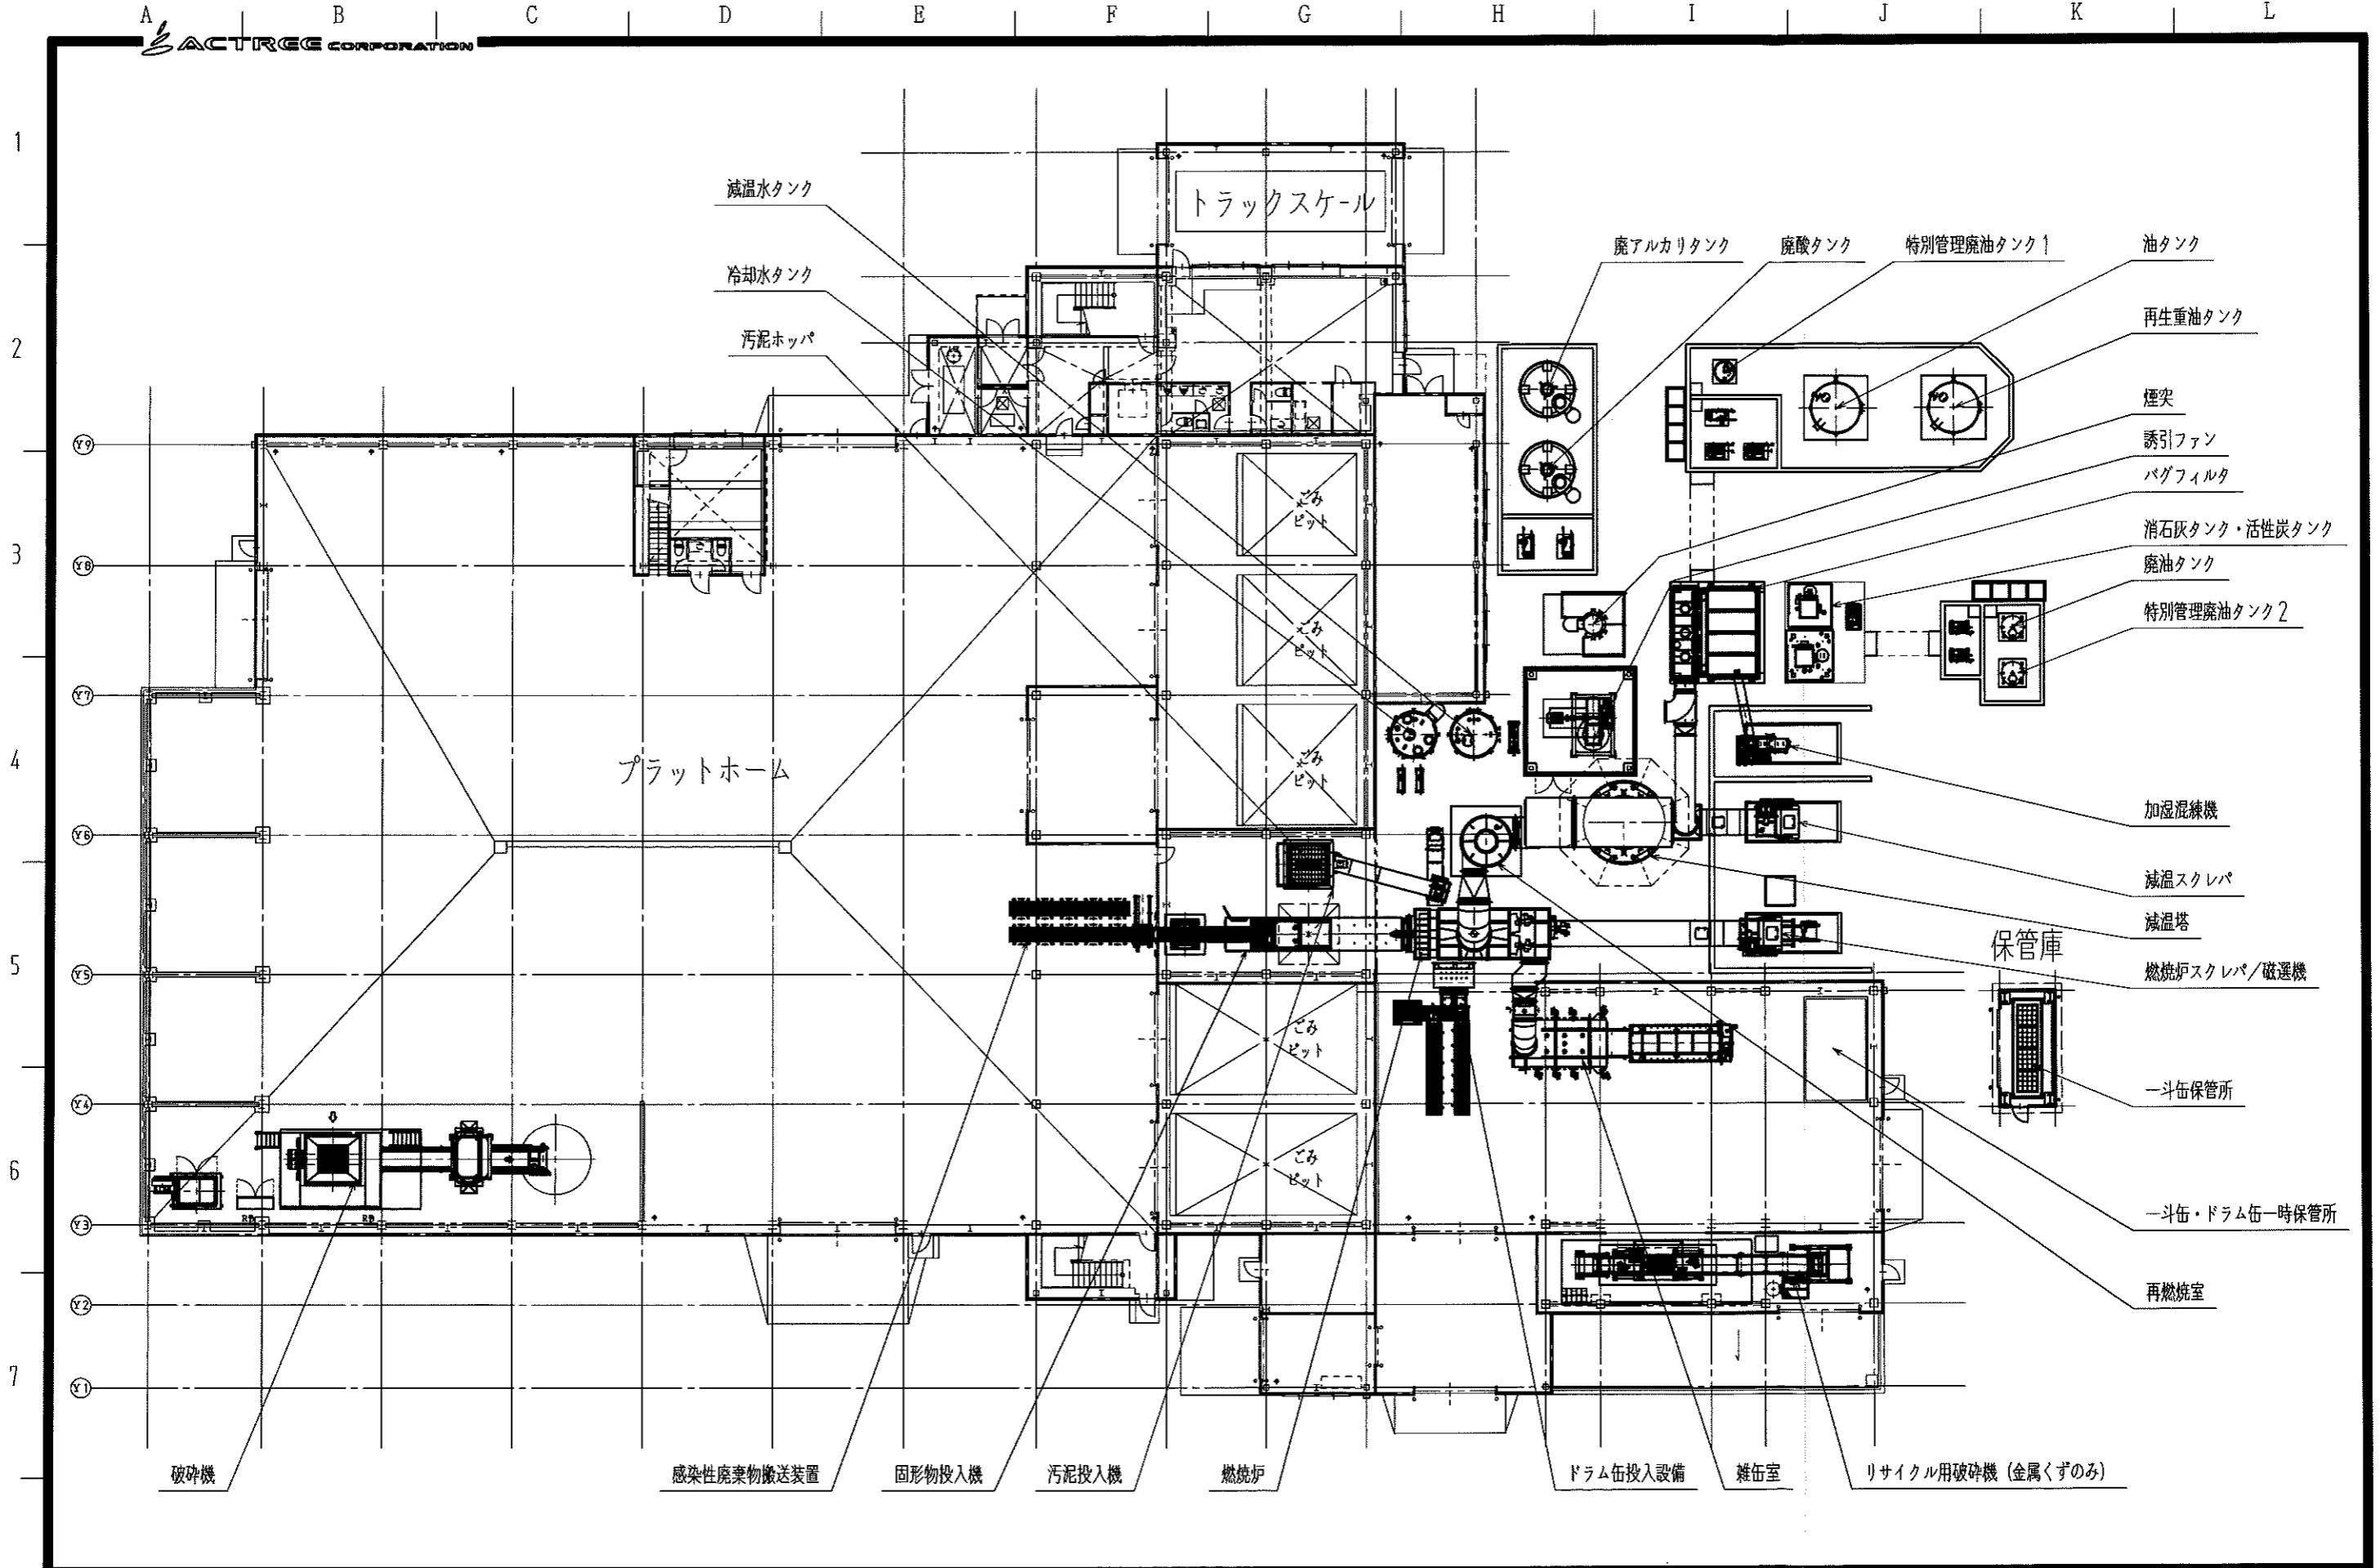 A B C D E F G H I J K L
ACTREE CORPORATION
1
2
3
4
5
6
7
トラックスケール
減温水タンク
冷却水タンク
汚泥ホッパ
廃アルカリタンク
廃酸タンク
特別管理廃油タンク1
油タンク
再生重油タンク
煙突
誘引ファン
バグフィルタ
消石灰タンク・活性炭タンク
廃油タンク
特別管理廃油タンク2
加湿混練機
減温スクレパ
減温塔
燃焼炉スクレパ/磁選機
保管庫
一斗缶保管所
一斗缶・ドラム缶一時保管所
再燃焼室
プラットホーム
ごみ
ピット
ごみ
ピット
ごみ
ピット
ごみ
ピット
ごみ
ピット
Y9
Y8
Y7
Y6
Y5
Y4
Y3
Y2
Y1
破砕機
感染性廃棄物搬送装置
固形物投入機
汚泥投入機
燃焼炉
ドラム缶投入設備
雑缶室
リサイクル用破砕機(金属くずのみ)